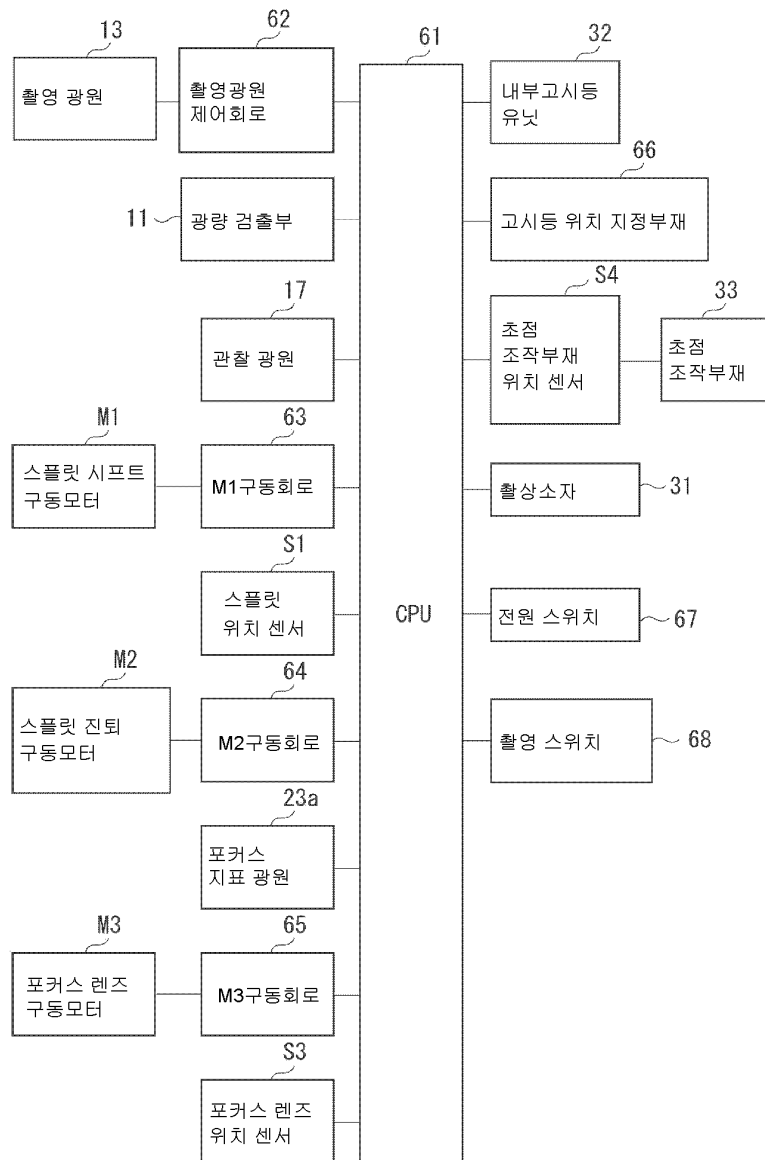 13
62
61
32
촬영 광원
촬영광원
제어회로
내부고시등
유닛
66
11
광량 검출부
고시등 위치 지정부재
S4
33
17
관찰 광원
초점
조작부재
위치 센서
초점
조작부재
M1
63
스플릿 시프트
구동모터
M1구동회로
촬상소자
31
S1
스플릿
위치 센서
CPU
전원 스위치
67
M2
64
스플릿 진퇴
구동모터
M2구동회로
촬영 스위치
68
23a
포커스
지표 광원
M3
65
포커스 렌즈
구동모터
M3구동회로
S3
포커스 렌즈
위치 센서